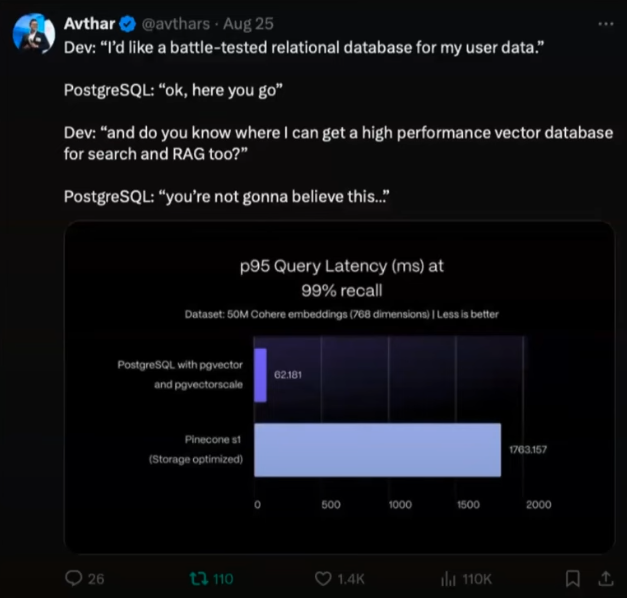 Avthar @avthars · Aug 25
Dev: “I’d like a battle-tested relational database for my user data.”
PostgreSQL: “ok, here you go”
Dev: “and do you know where I can get a high performance vector database
for search and RAG too?”
PostgreSQL: “you’re not gonna believe this...”
p95 Query Latency (ms) at
99% recall
Dataset: 50M Cohere embeddings (768 dimensions) | Less is better
PostgreSQL with pgvector
and pgvectorscale
62.181
Pinecone s1
(Storage optimized)
1763.157
0 500 1000 1500 2000
26 110 1.4K 110K